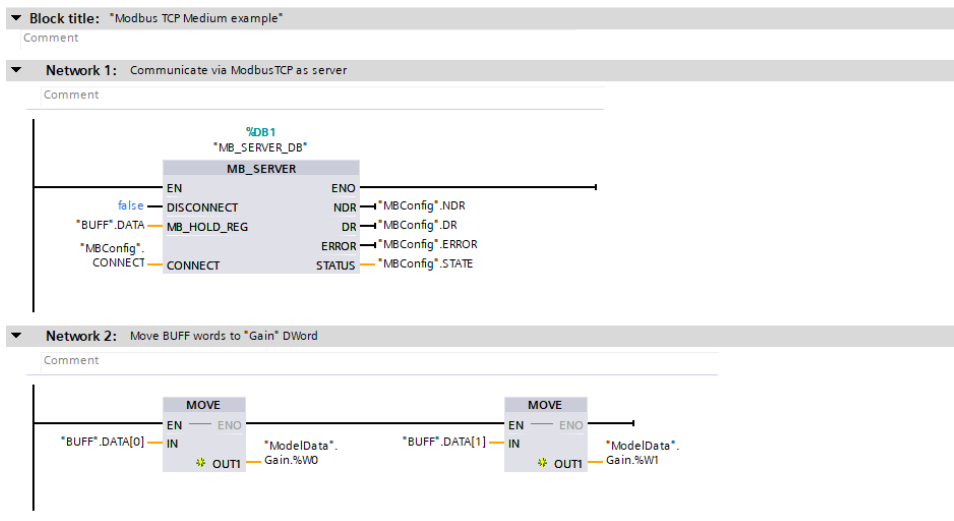 Block title: "Modbus TCP Medium example"
Comment
Network 1: Communicate via ModbusTCP as server
Comment
%DB1
"MB_SERVER_DB"
MB_SERVER
EN ENO
false DISCONNECT NDR "MBConfig".NDR
"BUFF".DATA MB_HOLD_REG DR "MBConfig".DR
ERROR "MBConfig".ERROR
"MBConfig".
CONNECT CONNECT STATUS "MBConfig".STATE
Network 2: Move BUFF words to "Gain" DWord
Comment
MOVE MOVE
EN ENO EN ENO
"BUFF".DATA[0] IN "BUFF".DATA[1] IN
"ModelData". "ModelData".
OUT1 Gain.%W0 OUT1 Gain.%W1